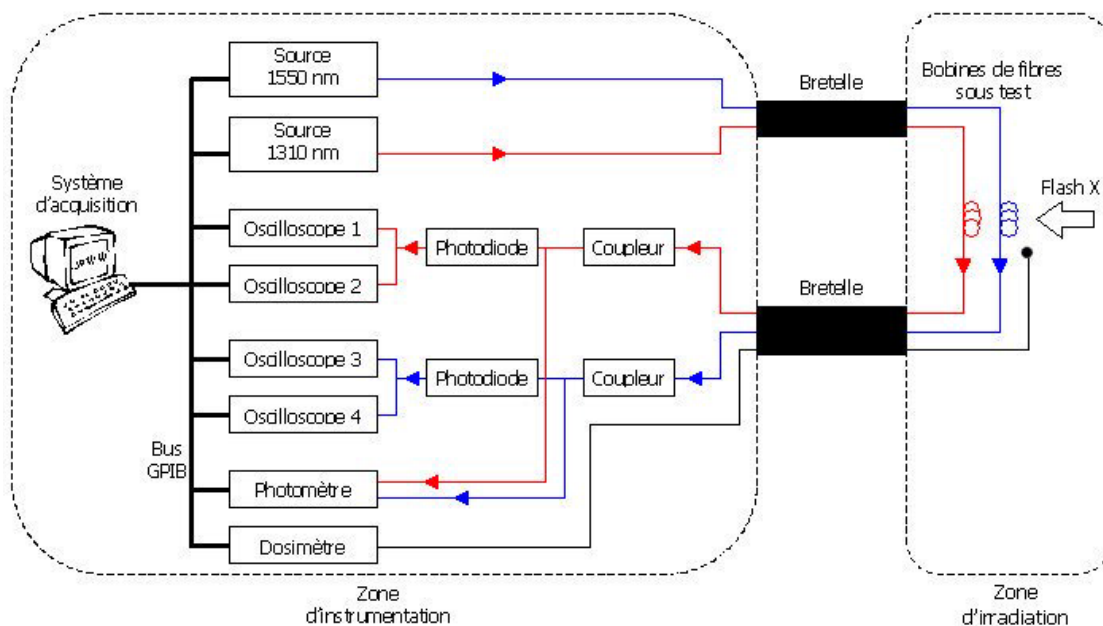 Source
1550 nm
Source
1310 nm
Bretelle
Bobines de fibres
sous test
Flash X
Système
d'acquisition
Oscilloscope 1
Oscilloscope 2
Photodiode
Coupleur
Bretelle
Oscilloscope 3
Oscilloscope 4
Photodiode
Coupleur
Bus
GPIB
Photomètre
Dosimètre
Zone
d'instrumentation
Zone
d'irradiation